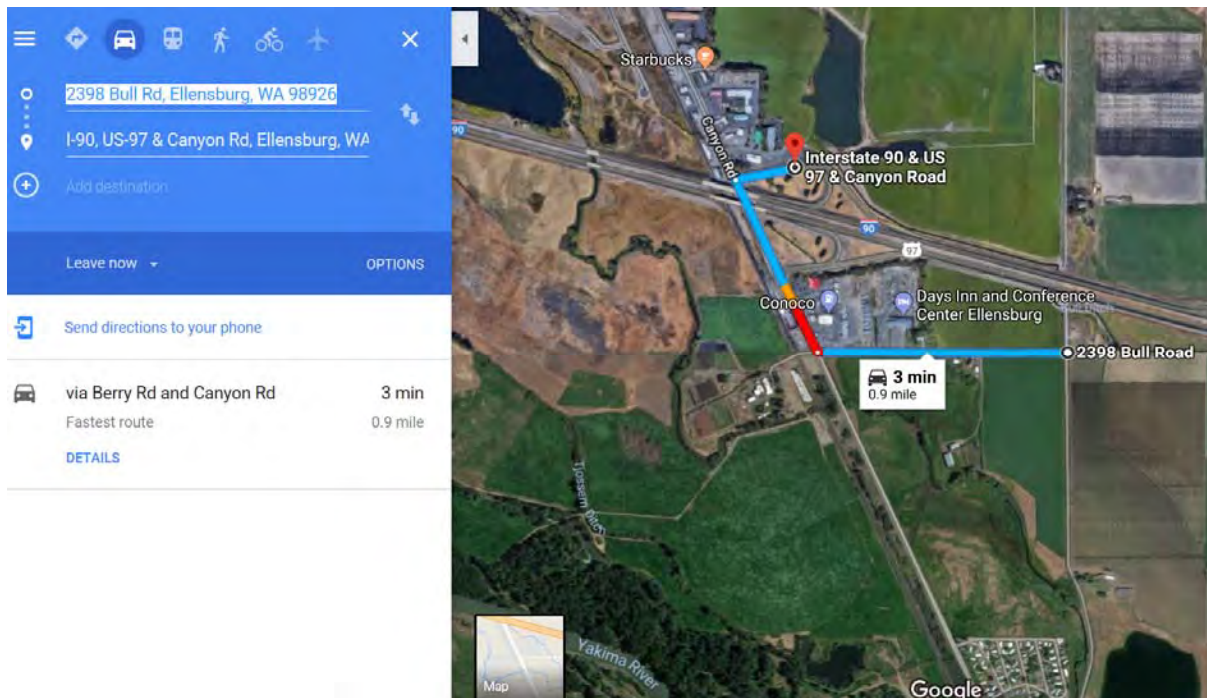 2398 Bull Rd, Ellensburg, WA 98926
I-90, US-97 & Canyon Rd, Ellensburg, WA
Add destination
Leave now
OPTIONS
Send directions to your phone
via Berry Rd and Canyon Rd
3 min
Fastest route
0.9 mile
DETAILS
Starbucks
90
Canyon Rd
Interstate 90 & US
97 & Canyon Road
90
97
Conoco
Days Inn and Conference
Center Ellensburg
2398 Bull Road
3 min
0.9 mile
Tjossem Ditch
Yakima River
Map
Google